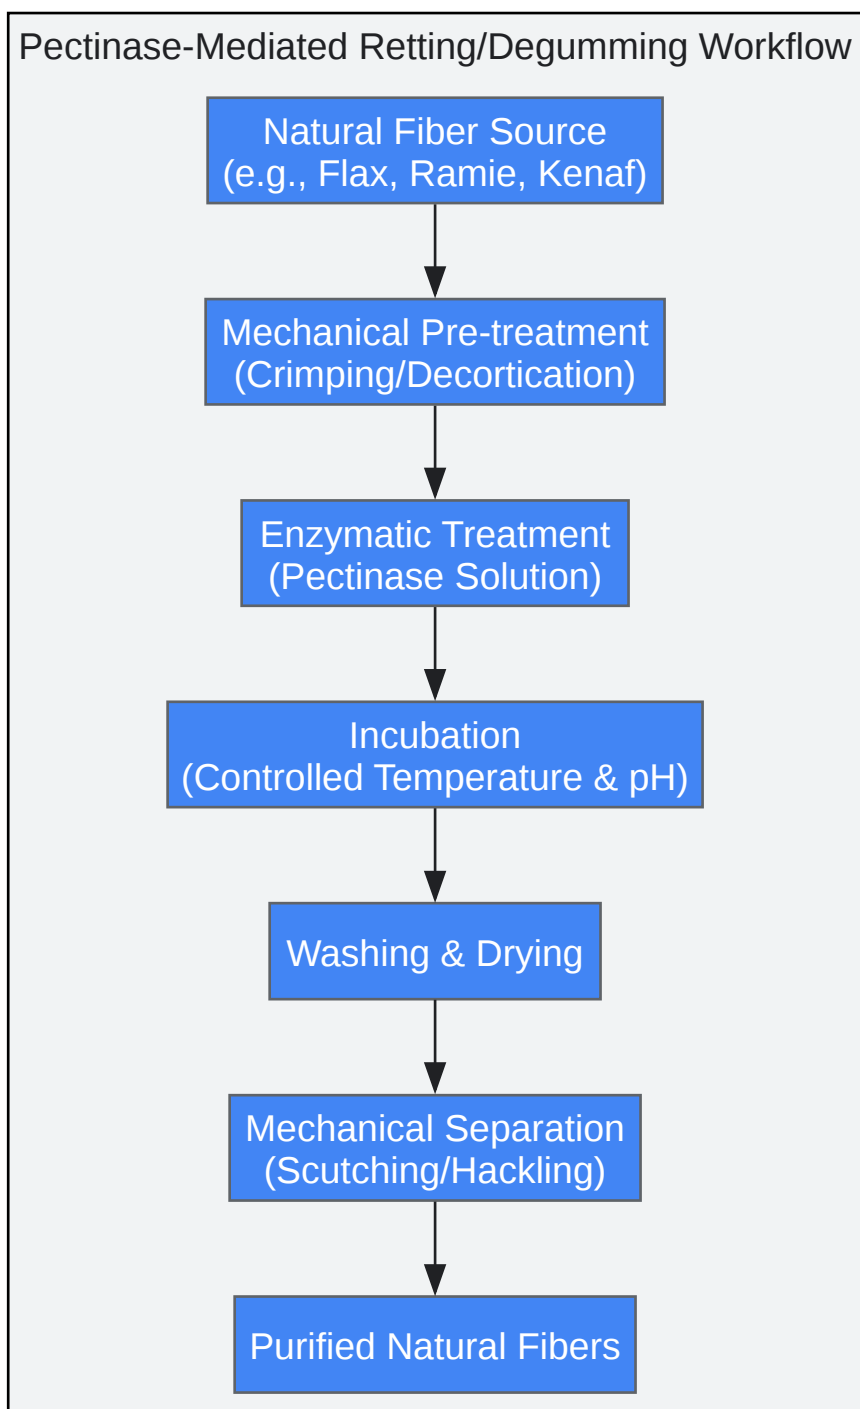 Pectinase-Mediated Retting/Degumming Workflow
Natural Fiber Source
(e.g., Flax, Ramie, Kenaf)
Mechanical Pre-treatment
(Crimping/Decortication)
Enzymatic Treatment
(Pectinase Solution)
Incubation
(Controlled Temperature & pH)
Washing & Drying
Mechanical Separation
(Scutching/Hackling)
Purified Natural Fibers